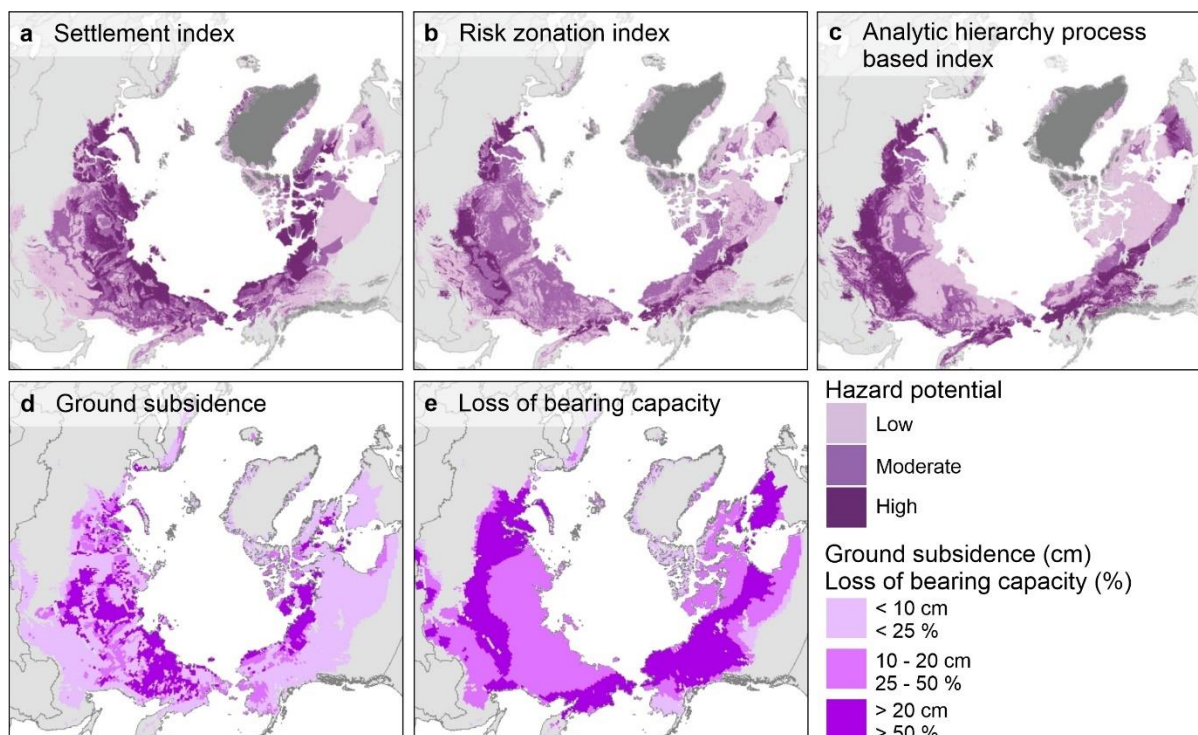 a Settlement index
b Risk zonation index
c Analytic hierarchy process
based index
d Ground subsidence
e Loss of bearing capacity
Hazard potential
Low
Moderate
High
Ground subsidence (cm)
Loss of bearing capacity (%)
< 10 cm
< 25 %
10 - 20 cm
25 - 50 %
> 20 cm
> 50 %